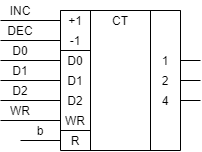 INC +1 CT
DEC -1
D0 D0 1
D1 D1 2
D2 D2 4
WR WR
b R